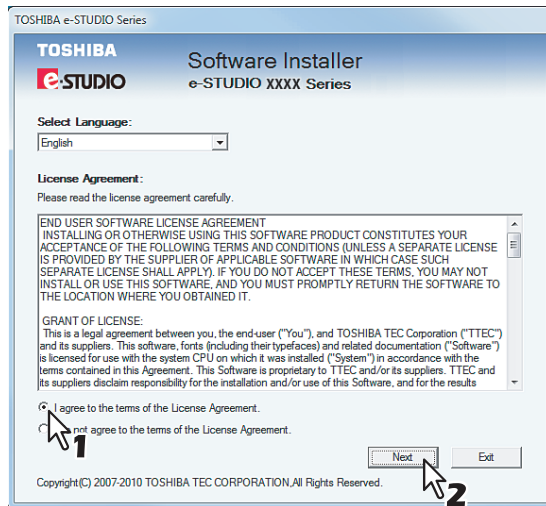 TOSHIBA e-STUDIO Series
TOSHIBA
e-STUDIO
Software Installer
e-STUDIO XXXX Series
Select Language:
English
License Agreement:
Please read the license agreement carefully.
END USER SOFTWARE LICENSE AGREEMENT
INSTALLING OR OTHERWISE USING THIS SOFTWARE PRODUCT CONSTITUTES YOUR
ACCEPTANCE OF THE FOLLOWING TERMS AND CONDITIONS (UNLESS A SEPARATE LICENSE
IS PROVIDED BY THE SUPPLIER OF APPLICABLE SOFTWARE IN WHICH CASE SUCH
SEPARATE LICENSE SHALL APPLY). IF YOU DO NOT ACCEPT THESE TERMS, YOU MAY NOT
INSTALL OR USE THIS SOFTWARE, AND YOU MUST PROMPTLY RETURN THE SOFTWARE TO
THE LOCATION WHERE YOU OBTAINED IT.
GRANT OF LICENSE:
This is a legal agreement between you, the end-user ("You"), and TOSHIBA TEC Corporation ("TTEC")
and its suppliers. This software, fonts (including their typefaces) and related documentation ("Software")
is licensed for use with the system CPU on which it was installed ("System") in accordance with the
terms contained in this Agreement. This Software is proprietary to TTEC and/or its suppliers. TTEC and
its suppliers disclaim responsibility for the installation and/or use of this Software, and for the results
I agree to the terms of the License Agreement.
not agree to the terms of the License Agreement.
1
Next
Exit
2
Copyright(C) 2007-2010 TOSHIBA TEC CORPORATION,All Rights Reserved.